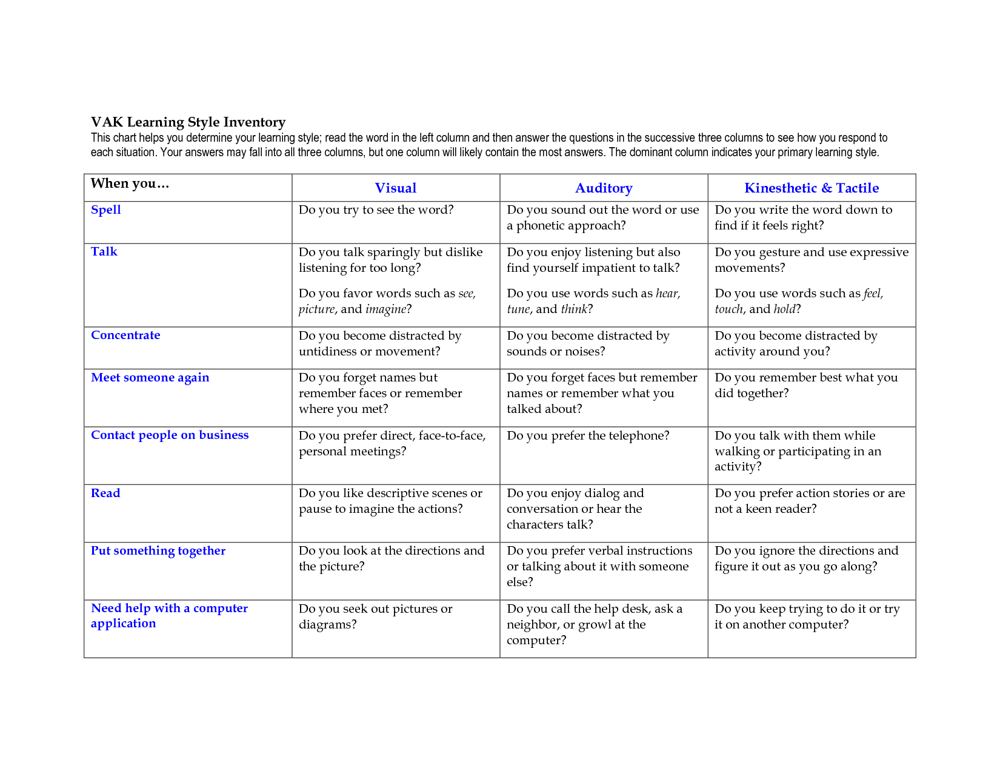 VAK Learning Style Inventory
This chart helps you determine your learning style; read the word in the left column and then answer the questions in the successive three columns to see how you respond to
each situation. Your answers may fall into all three columns, but one column will likely contain the most answers. The dominant column indicates your primary learning style.
When you…
Visual
Auditory
Kinesthetic & Tactile
Spell
Do you try to see the word?
Do you sound out the word or use
a phonetic approach?
Do you write the word down to
find if it feels right?
Talk
Do you talk sparingly but dislike
listening for too long?
Do you favor words such as see,
picture, and imagine?
Do you enjoy listening but also
find yourself impatient to talk?
Do you use words such as hear,
tune, and think?
Do you gesture and use expressive
movements?
Do you use words such as feel,
touch, and hold?
Concentrate
Do you become distracted by
untidiness or movement?
Do you become distracted by
sounds or noises?
Do you become distracted by
activity around you?
Meet someone again
Do you forget names but
remember faces or remember
where you met?
Do you forget faces but remember
names or remember what you
talked about?
Do you remember best what you
did together?
Contact people on business
Do you prefer direct, face-to-face,
personal meetings?
Do you prefer the telephone?
Do you talk with them while
walking or participating in an
activity?
Read
Do you like descriptive scenes or
pause to imagine the actions?
Do you enjoy dialog and
conversation or hear the
characters talk?
Do you prefer action stories or are
not a keen reader?
Put something together
Do you look at the directions and
the picture?
Do you prefer verbal instructions
or talking about it with someone
else?
Do you ignore the directions and
figure it out as you go along?
Need help with a computer
application
Do you seek out pictures or
diagrams?
Do you call the help desk, ask a
neighbor, or growl at the
computer?
Do you keep trying to do it or try
it on another computer?